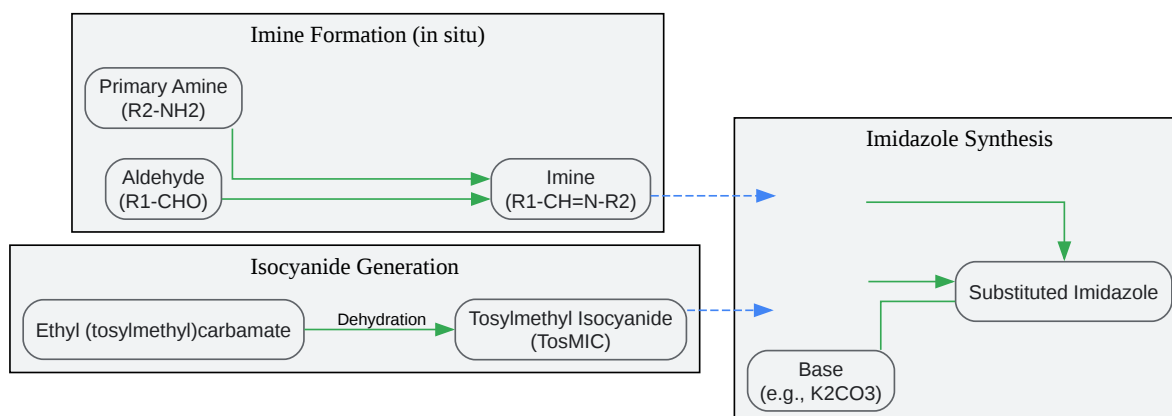 Imine Formation (in situ)
Primary Amine
(R2-NH2)
Aldehyde
(R1-CHO)
Imine
(R1-CH=N-R2)
Isocyanide Generation
Ethyl (tosylmethyl)carbamate
Dehydration
Tosylmethyl Isocyanide
(TosMIC)
Imidazole Synthesis
Substituted Imidazole
Base
(e.g., K2CO3)